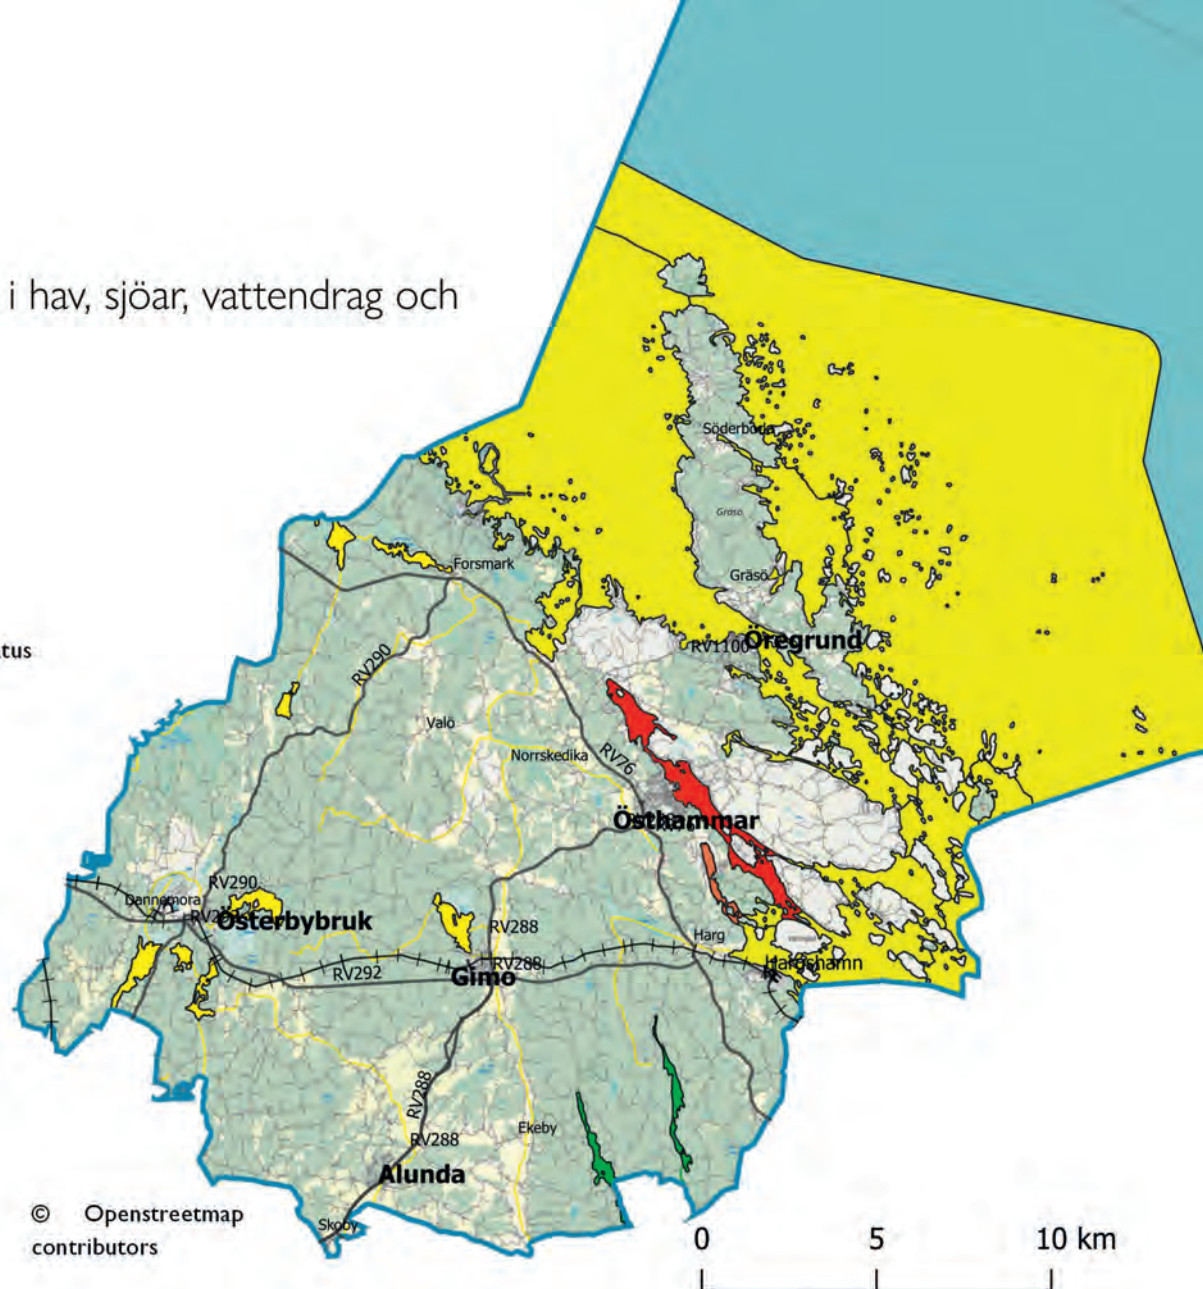 i hav, sjöar, vattendrag och
Söderboda
Gräsö
Gräsö
Forsmark
tus
Öregrund
RV1100
RV290
Valö
Norrskedika
RV76
Östhammar
RV290
Dannemora
Österbybruk
RV288
Harg
RV288
Hargshamn
RV292
Gimo
RV288
Ekeby
RV288
Alunda
© Openstreetmap
contributors
Skoby
0 5 10 km